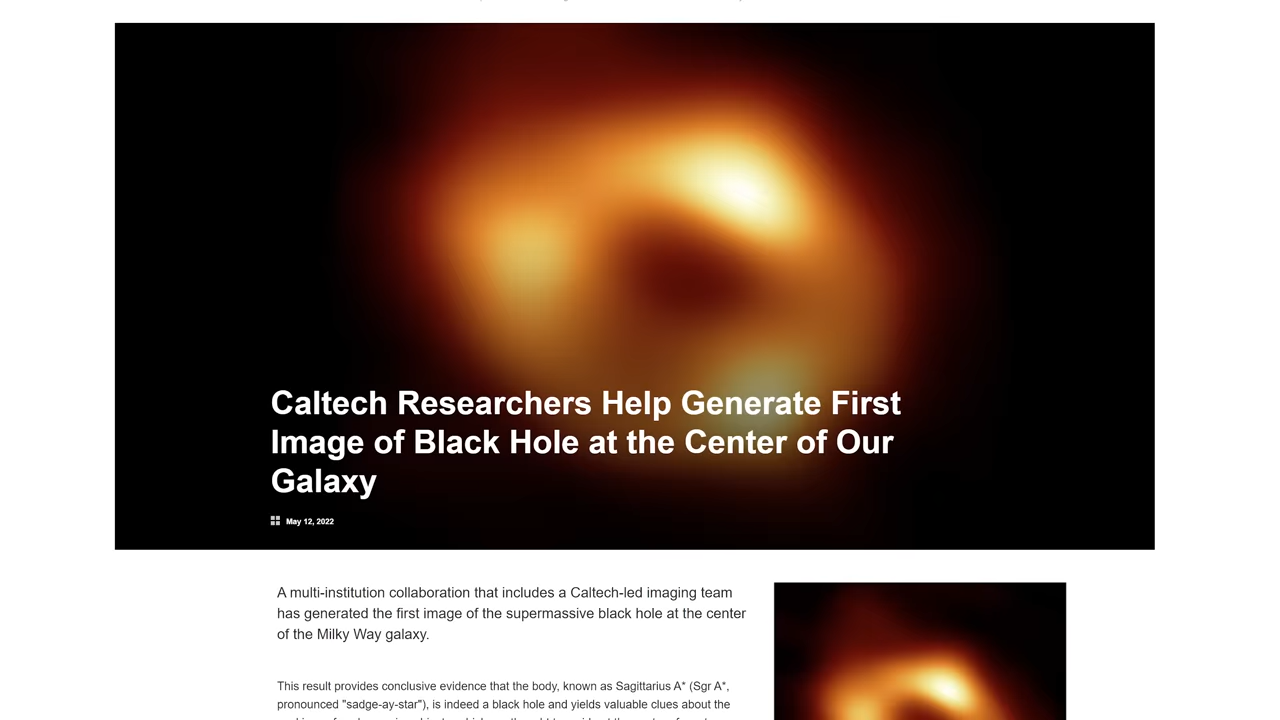 Caltech Researchers Help Generate First
Image of Black Hole at the Center of Our
Galaxy
May 12, 2022
A multi-institution collaboration that includes a Caltech-led imaging team
has generated the first image of the supermassive black hole at the center
of the Milky Way galaxy.
This result provides conclusive evidence that the body, known as Sagittarius A* (Sgr A*,
pronounced "sadge-ay-star"), is indeed a black hole and yields valuable clues about the